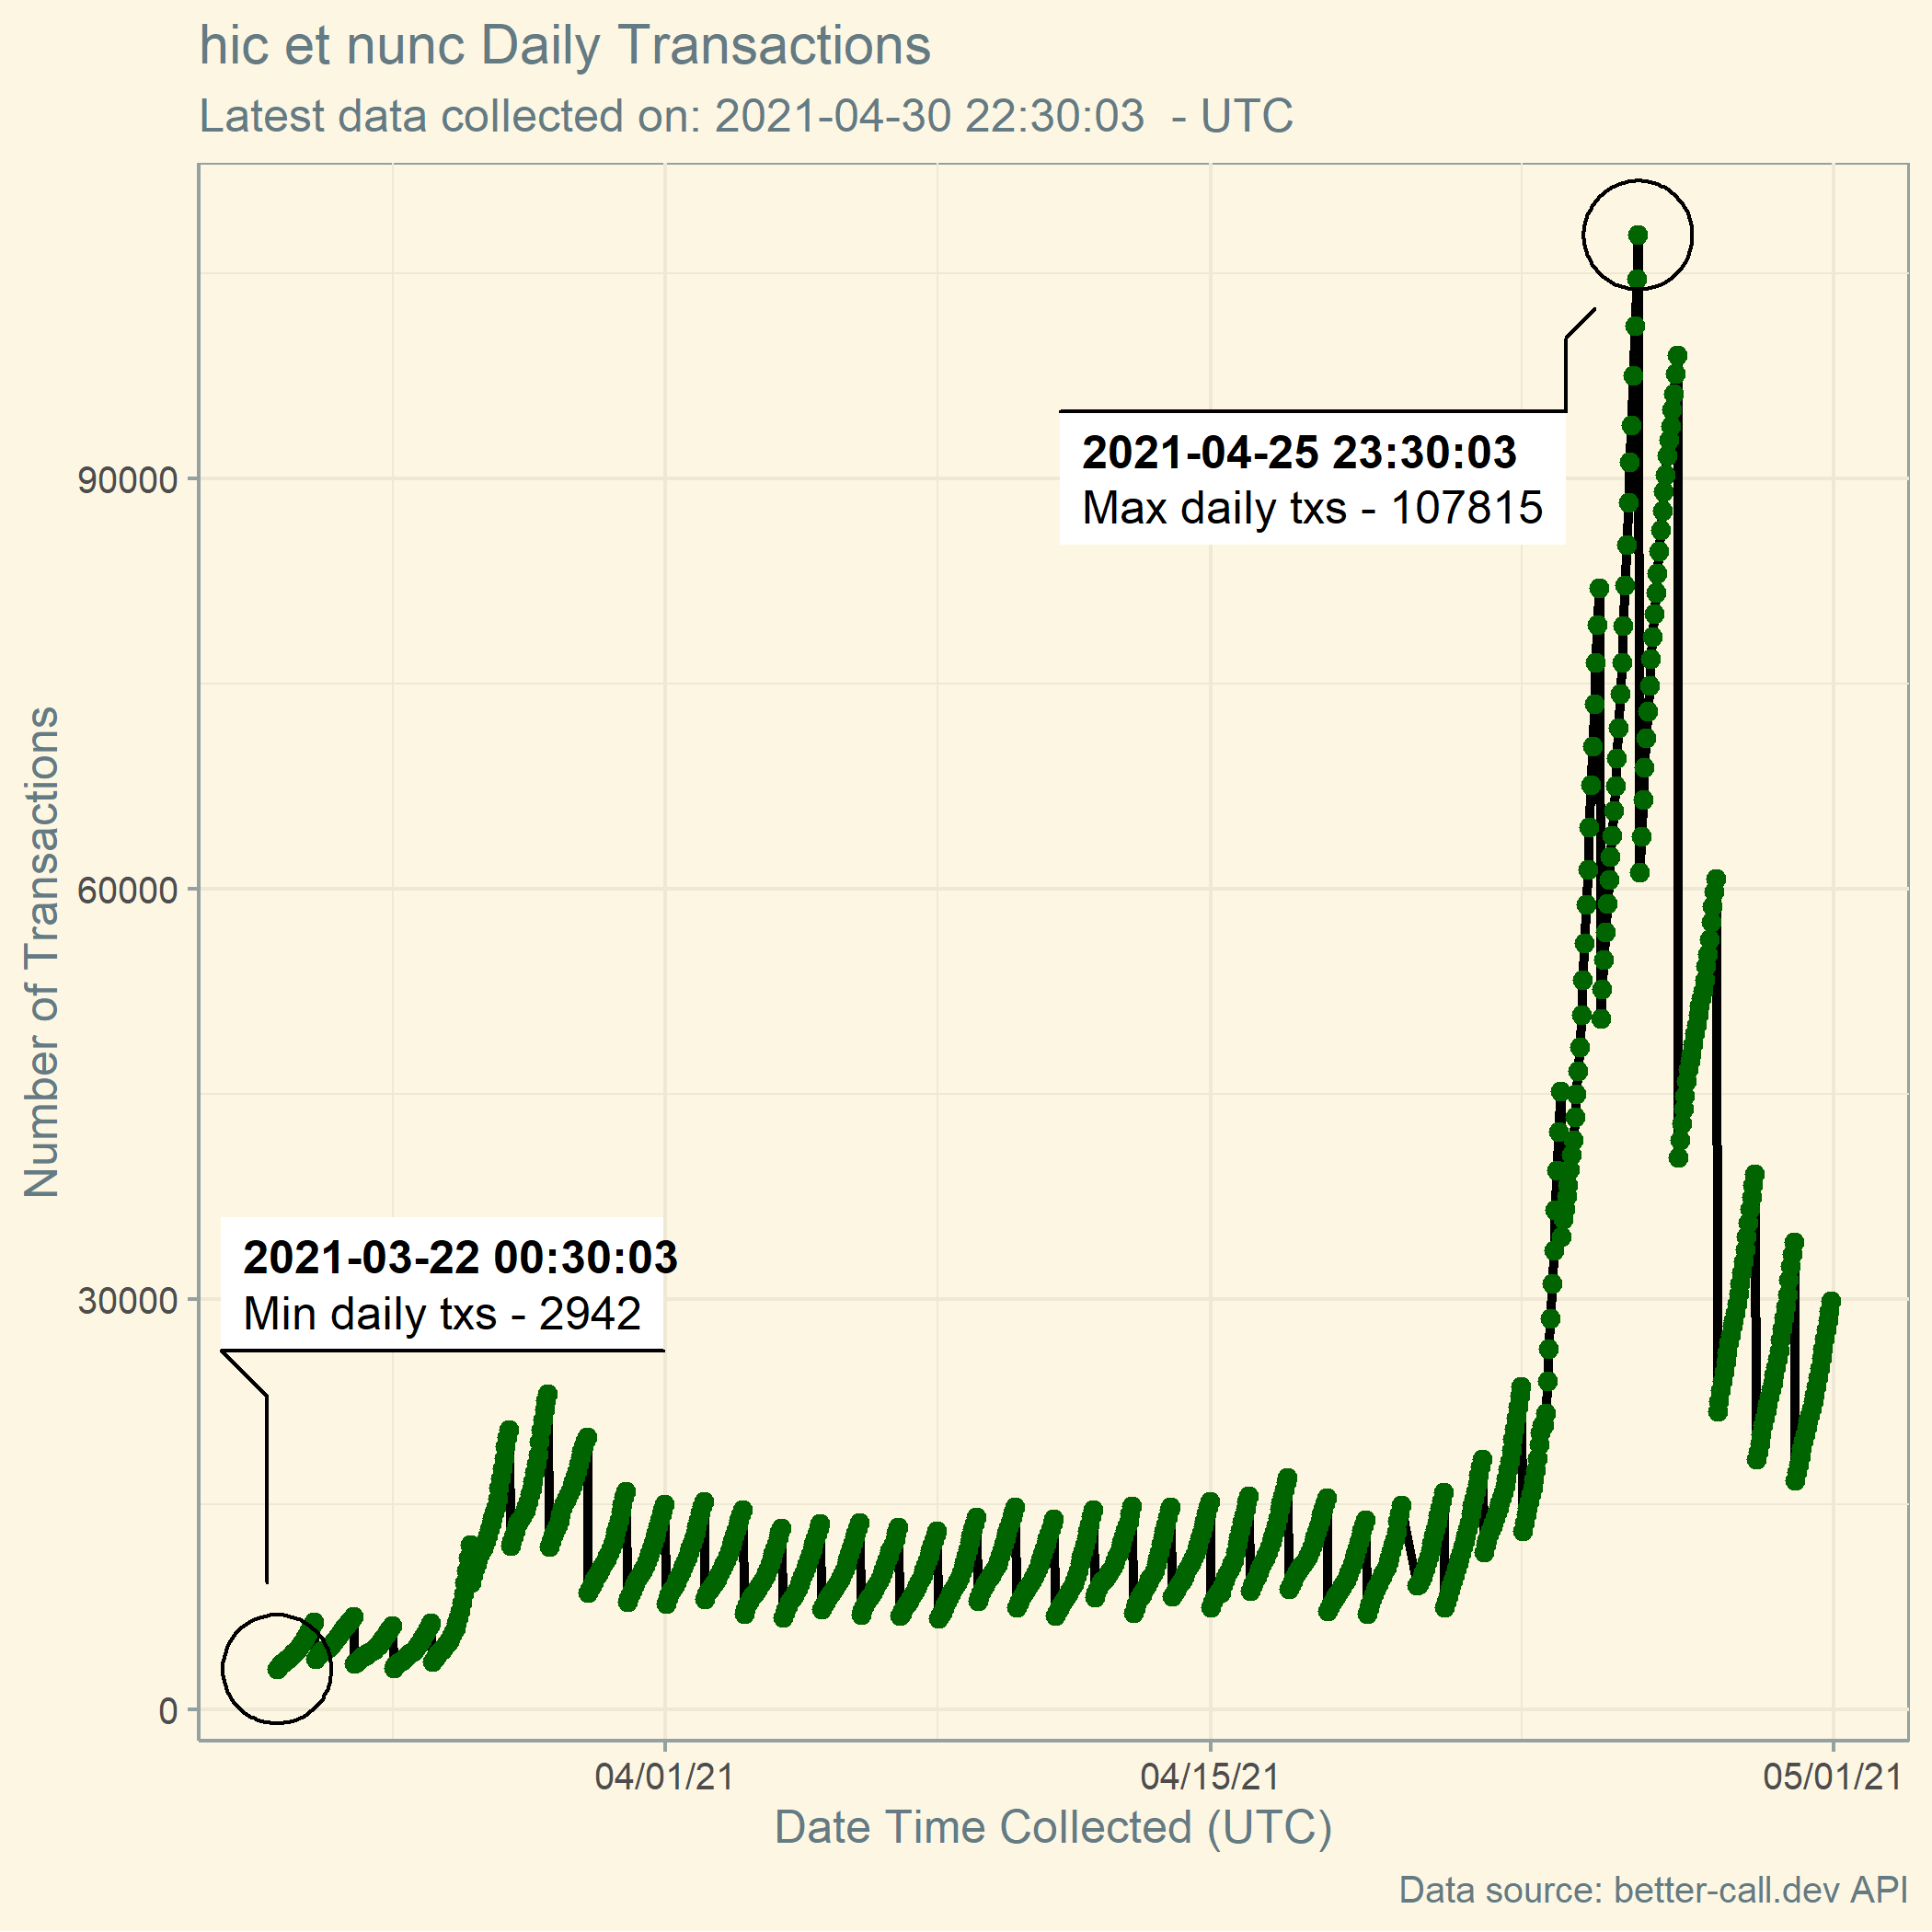 hic et nunc Daily Transactions
Latest data collected on: 2021-04-30 22:30:03  - UTC
2021-04-25 23:30:03
Max daily txs - 107815
2021-03-22 00:30:03
Min daily txs - 2942
Number of Transactions
90000
60000
30000
0
04/01/21
04/15/21
05/01/21
Date Time Collected (UTC)
Data source: better-call.dev API